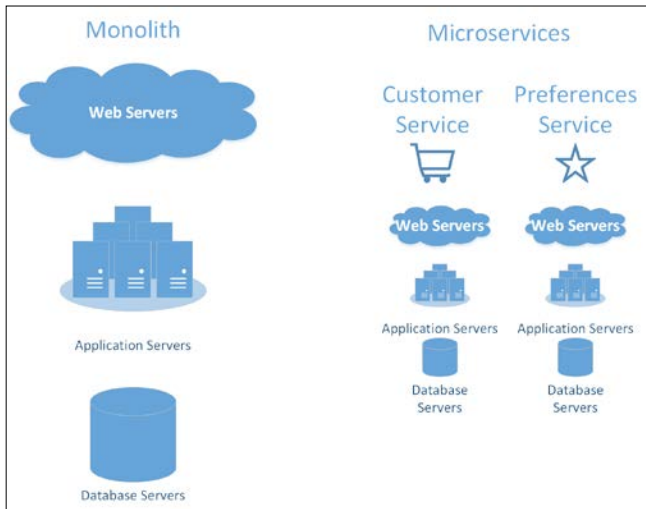 Monolith
Web Servers
Application Servers
Database Servers
Microservices
Customer
Service
Web Servers
Application Servers
Database
Servers
Preferences
Service
Web Servers
Application Servers
Database
Servers